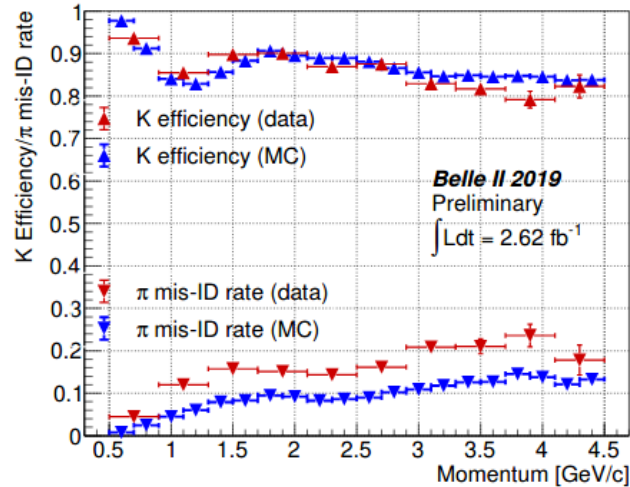 K Efficiency/π mis-ID rate
1
0.9
0.8
0.7
0.6
0.5
0.4
0.3
0.2
0.1
0
K efficiency (data)
K efficiency (MC)
Belle II 2019
Preliminary
∫Ldt = 2.62 fb⁻¹
π mis-ID rate (data)
π mis-ID rate (MC)
0.5 1 1.5 2 2.5 3 3.5 4 4.5
Momentum [GeV/c]